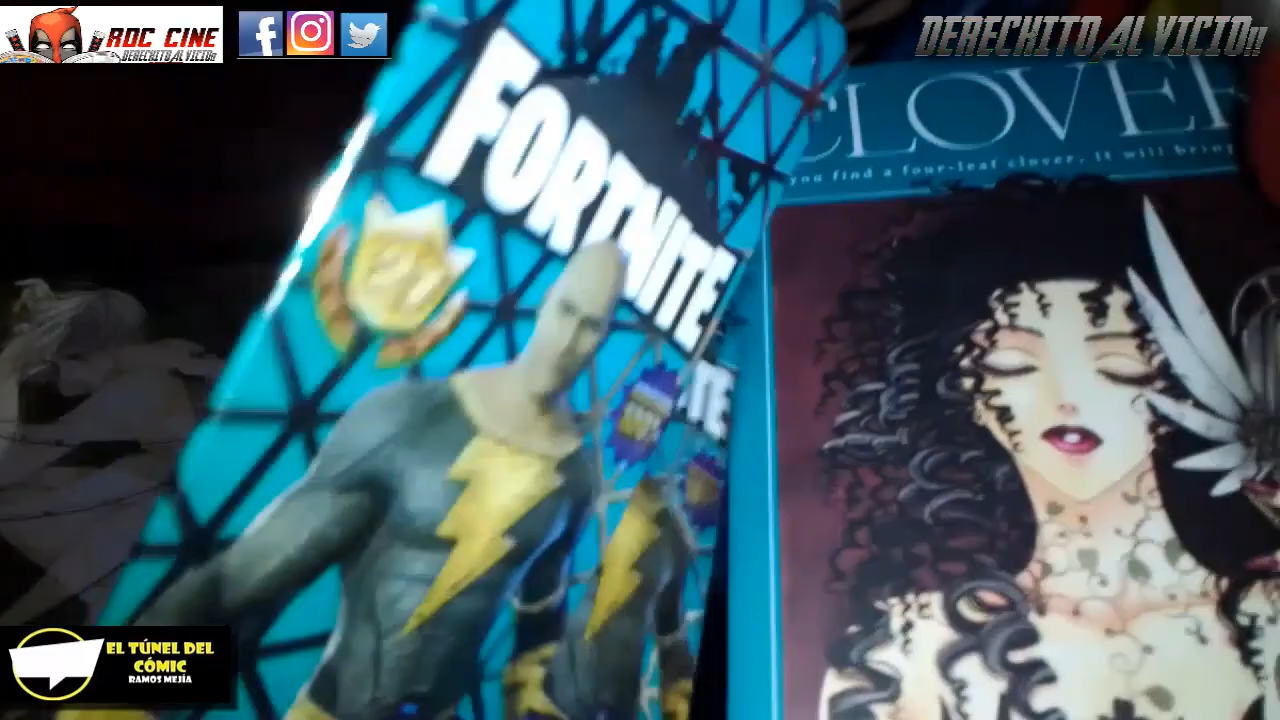 ROC CINE
DERECHITO AL VICIO!!
DERECHITO AL VICIO!!
FORTNITE
CLOVER
you find a four-leaf clover. It will bring
EL TÚNEL DEL
CÓMIC
RAMOS MEJÍA